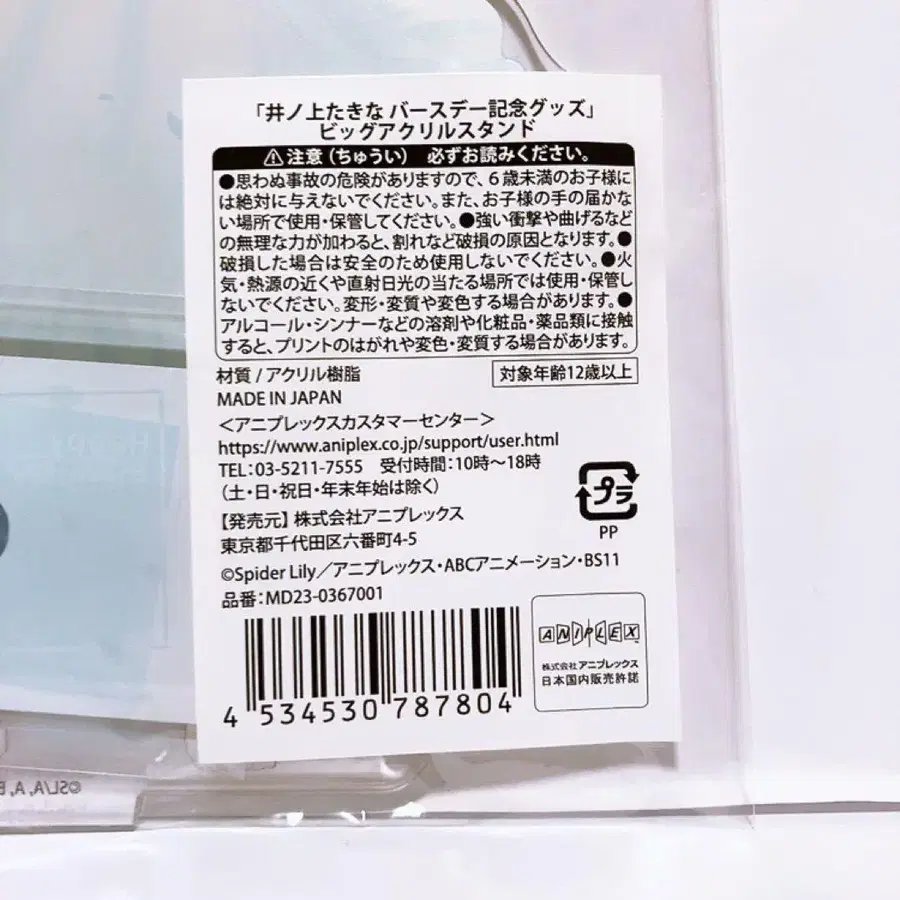 「井ノ上たきな バースデー記念グッズ」
ビッグアクリルスタンド
注意（ちゅうい） 必ずお読みください。
●思わぬ事故の危険がありますので、6歳未満のお子様に
は絶対に与えないでください。また、お子様の手の届かな
い場所で使用・保管してください。●強い衝撃や曲げるなど
の無理な力が加わると、割れなど破損の原因となります。●
破損した場合は安全のため使用しないでください。●火
気・熱源の近くや直射日光の当たる場所では使用・保管し
ないでください。変形・変質や変色する場合があります。●
アルコール・シンナーなどの溶剤や化粧品・薬品類に接触
すると、プリントのはがれや変色・変質する場合があります。
材質/アクリル樹脂
対象年齢12歳以上
MADE IN JAPAN
＜アニプレックスカスタマーセンター＞
https://www.aniplex.co.jp/support/user.html
TEL:03-5211-7555 受付時間:10時～18時
（土・日・祝日・年末年始は除く）
プラ
PP
【発売元】株式会社アニプレックス
東京都千代田区六番町4-5
©Spider Lily／アニプレックス・ABCアニメーション・BS11
品番:MD23-0367001
ANIPLEX
株式会社アニプレックス
日本国内販売許諾
4 534530 787804
©SL/A, A, B